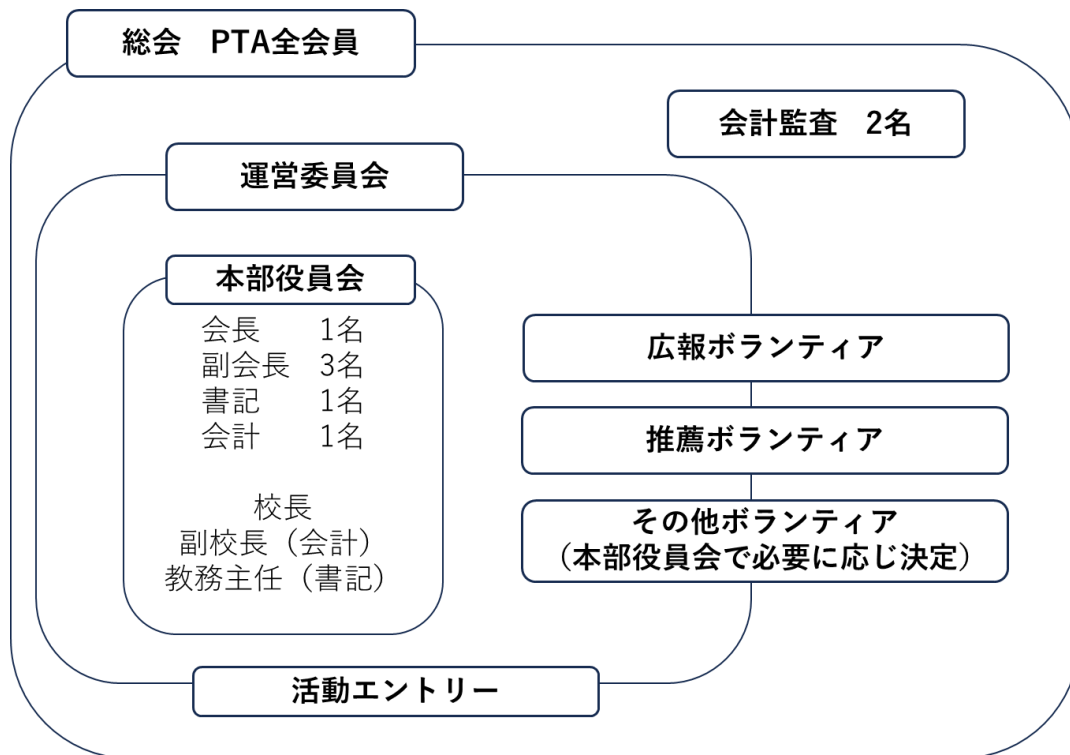 総会　PTA全会員
会計監査　2名
運営委員会
本部役員会
会長　　1名
副会長　3名
書記　　1名
会計　　1名
校長
副校長（会計）
教務主任（書記）
広報ボランティア
推薦ボランティア
その他ボランティア
（本部役員会で必要に応じ決定）
活動エントリー